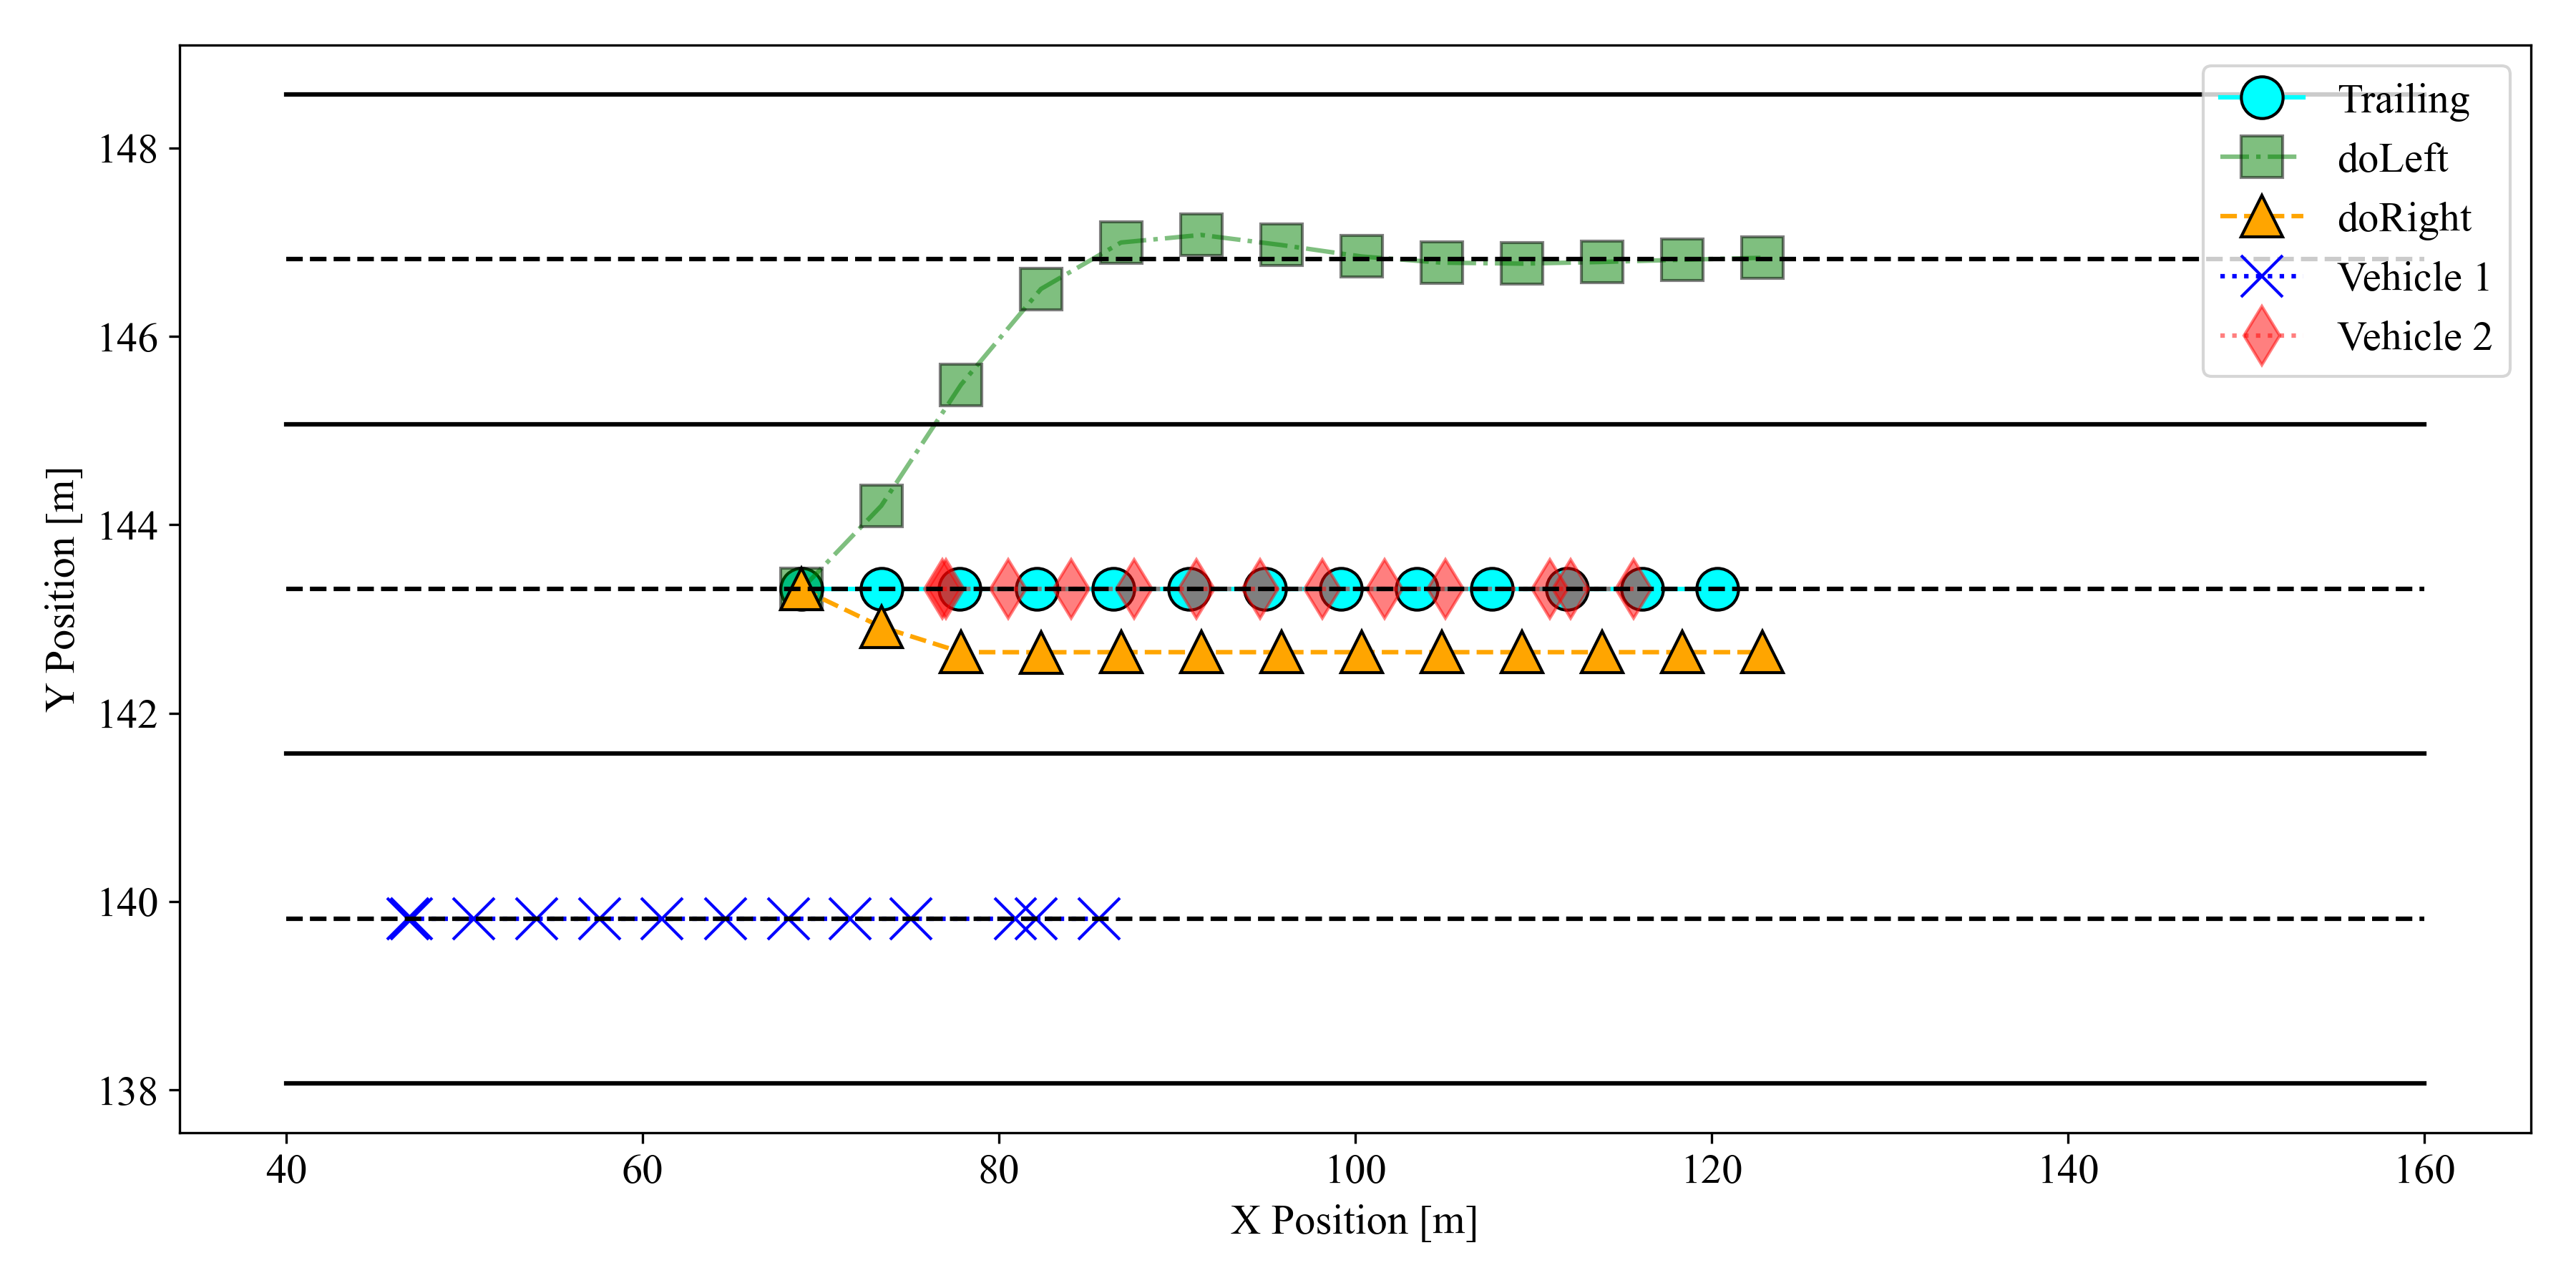 148
146
144
142
140
138
Y Position [m]
40 60 80 100 120 140 160
X Position [m]
Trailing
doLeft
doRight
Vehicle 1
Vehicle 2